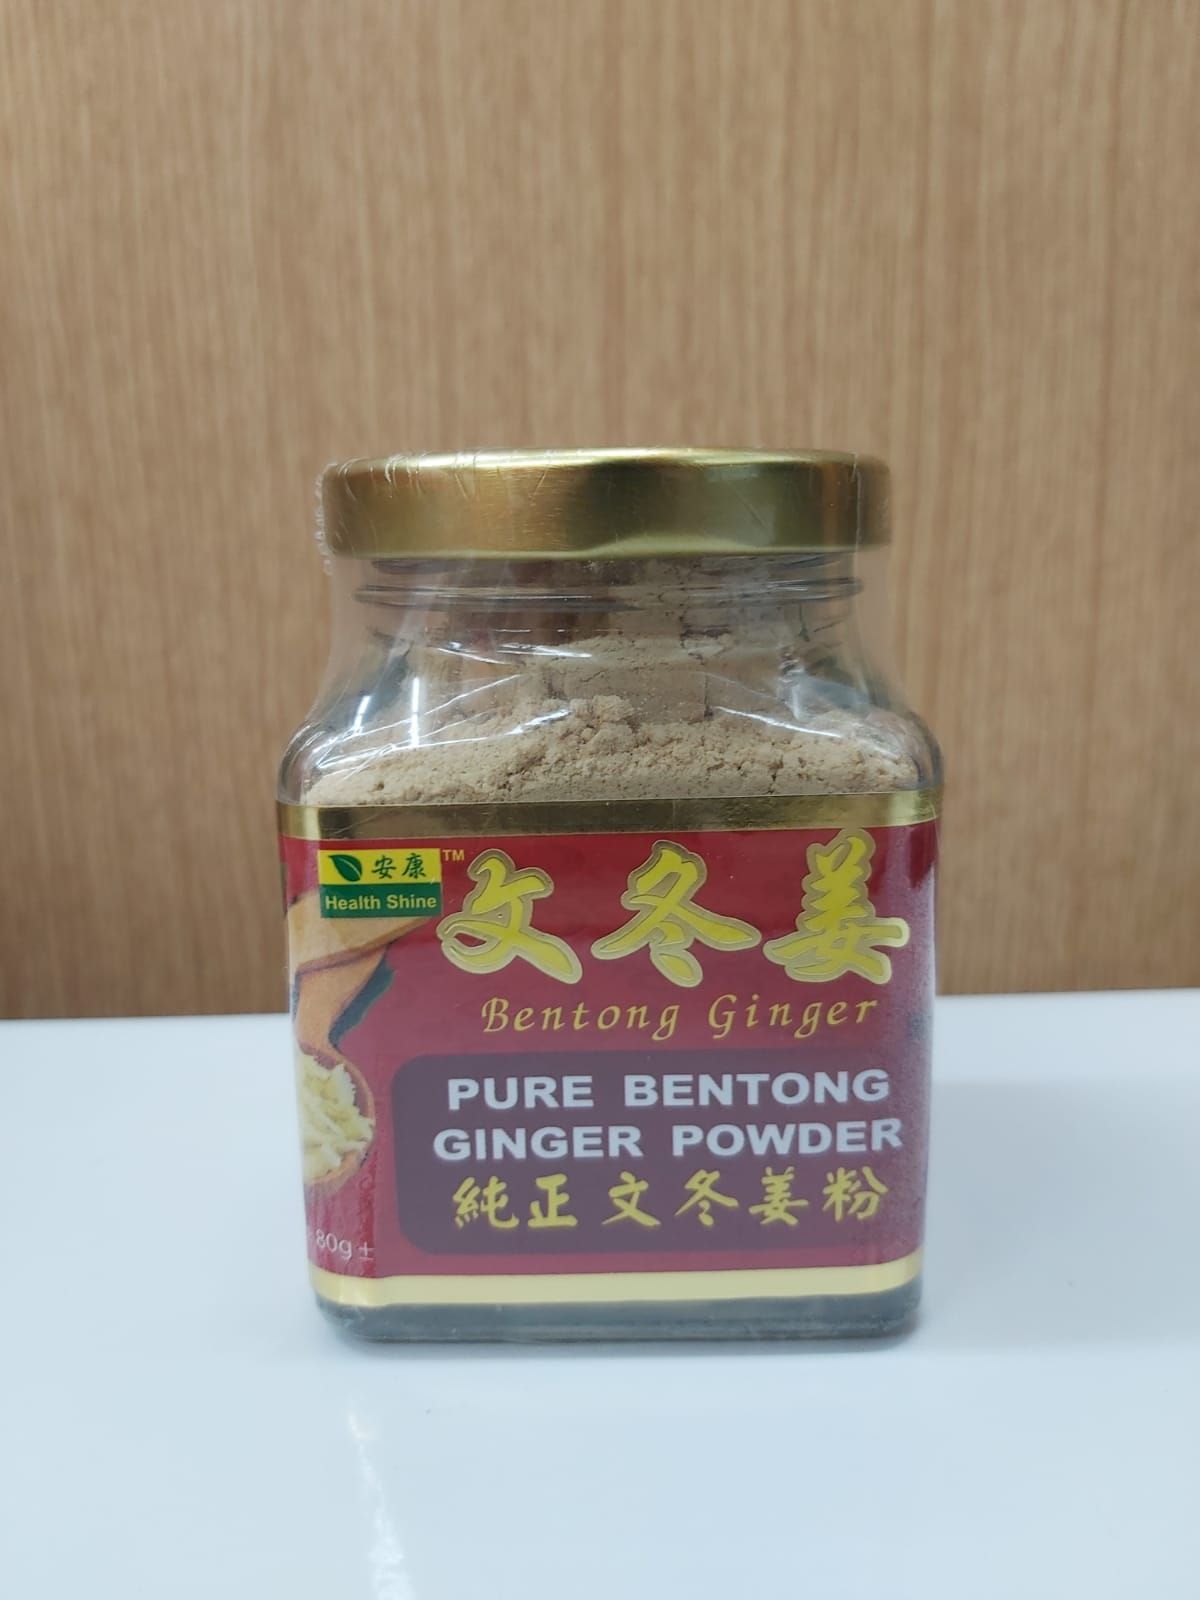 安康 TM
Health Shine
文冬姜
Bentong Ginger
PURE BENTONG
GINGER POWDER
純正文冬姜粉
80g ±